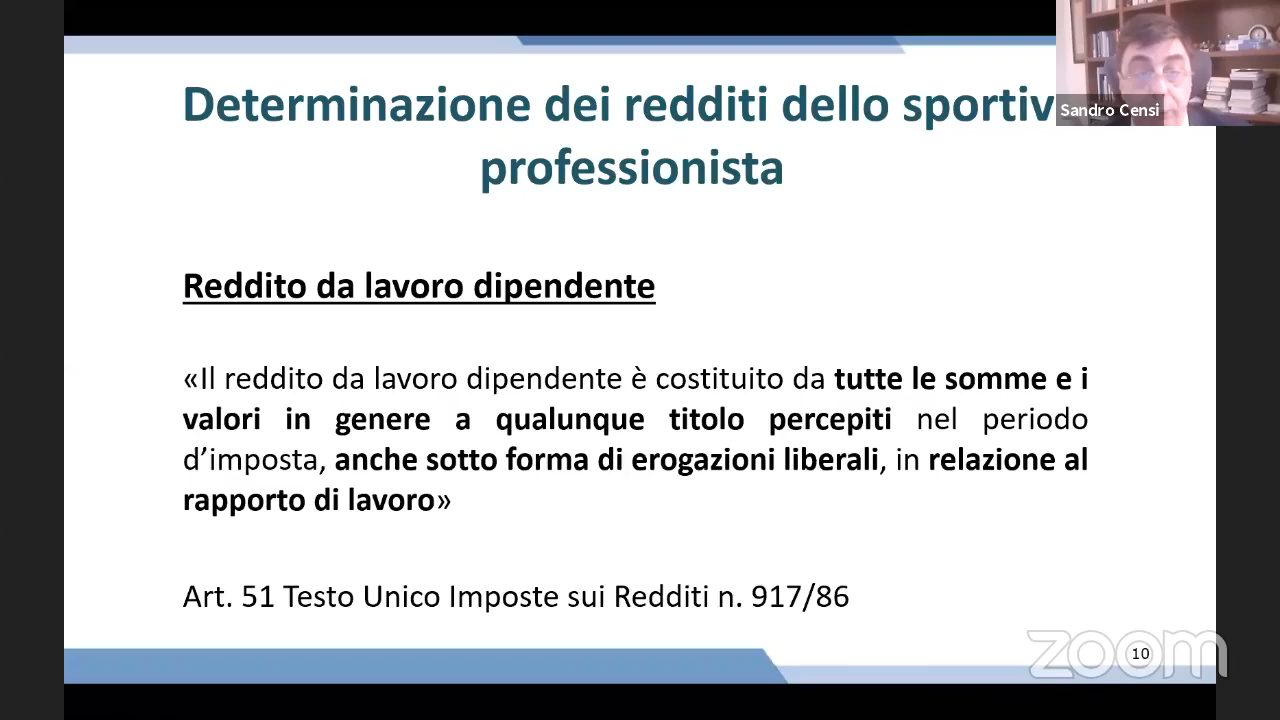 Determinazione dei redditi dello sportiv
professionista
Sandro Censi
Reddito da lavoro dipendente
«Il reddito da lavoro dipendente è costituito da tutte le somme e i
valori in genere a qualunque titolo percepiti nel periodo
d’imposta, anche sotto forma di erogazioni liberali, in relazione al
rapporto di lavoro»
Art. 51 Testo Unico Imposte sui Redditi n. 917/86
zoom
10